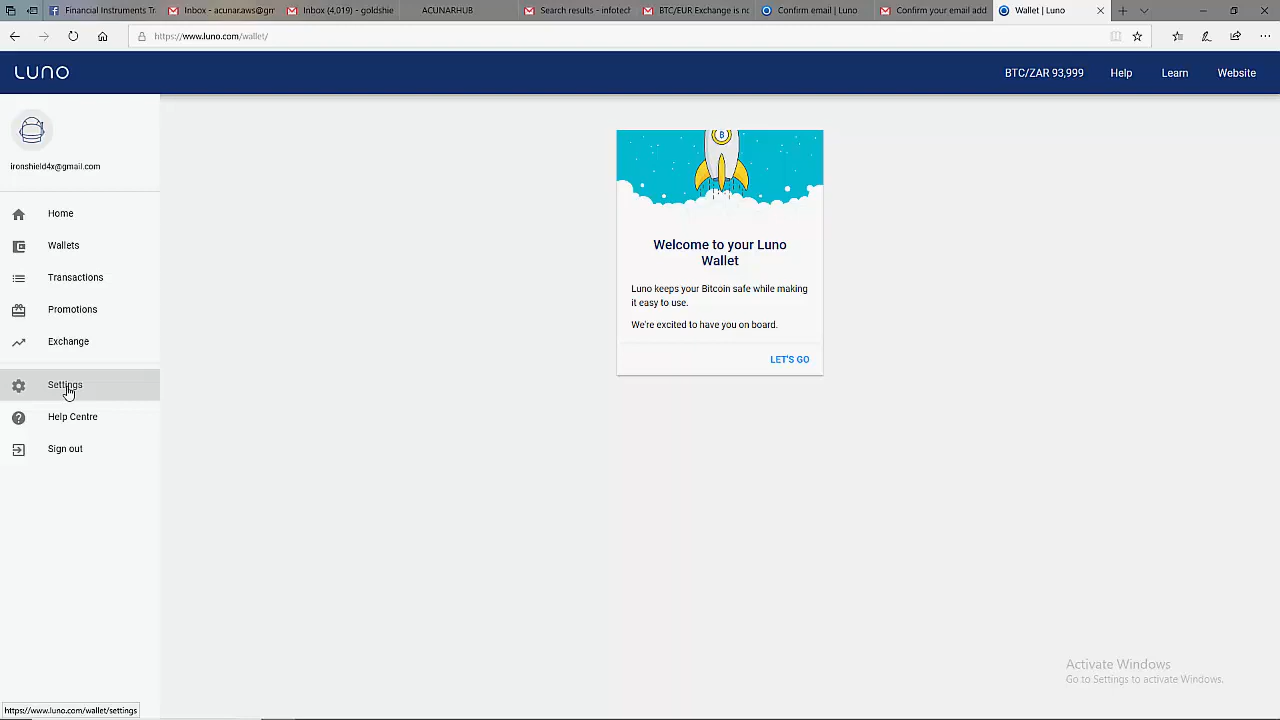 Financial Instruments Tr
Inbox - acunaraws@gm
Inbox (4,019) - goldshie
ACUNARHUB
Search results - infotech
BTC/EUR Exchange is no
Confirm email | Luno
Confirm your email add
Wallet | Luno
https://www.luno.com/wallet/
LUNO
BTC/ZAR 93,999
Help
Learn
Website
ironshield4x@gmail.com
Home
Wallets
Transactions
Promotions
Exchange
Settings
Help Centre
Sign out
B
Welcome to your Luno
Wallet
Luno keeps your Bitcoin safe while making
it easy to use.
We're excited to have you on board.
LET'S GO
Activate Windows
Go to Settings to activate Windows.
https://www.luno.com/wallet/settings